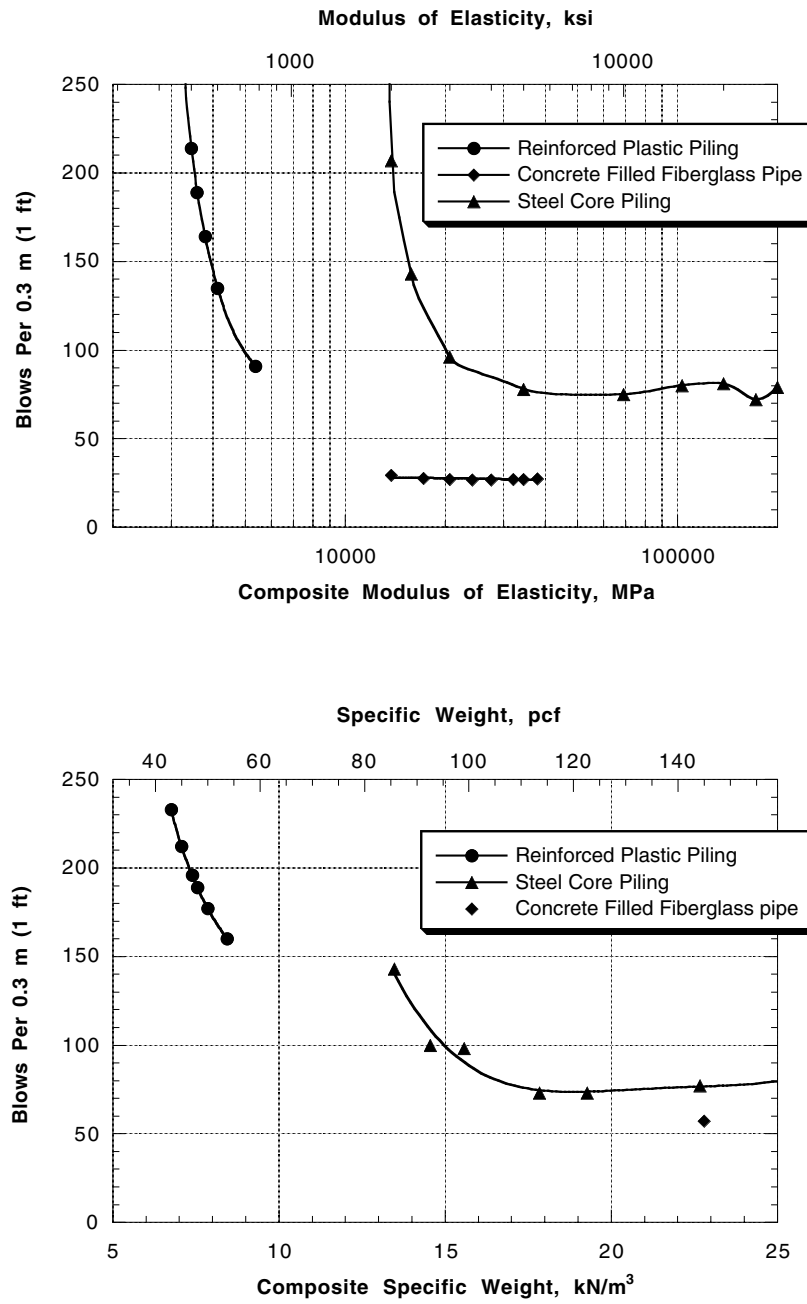 Modulus of Elasticity, ksi
1000 10000
250
200
150
100
50
0
Blows Per 0.3 m (1 ft)
Reinforced Plastic Piling
Concrete Filled Fiberglass Pipe
Steel Core Piling
10000 100000
Composite Modulus of Elasticity, MPa
Specific Weight, pcf
40 60 80 100 120 140
250
200
150
100
50
0
Blows Per 0.3 m (1 ft)
Reinforced Plastic Piling
Steel Core Piling
Concrete Filled Fiberglass pipe
5 10 15 20 25
Composite Specific Weight, kN/m³